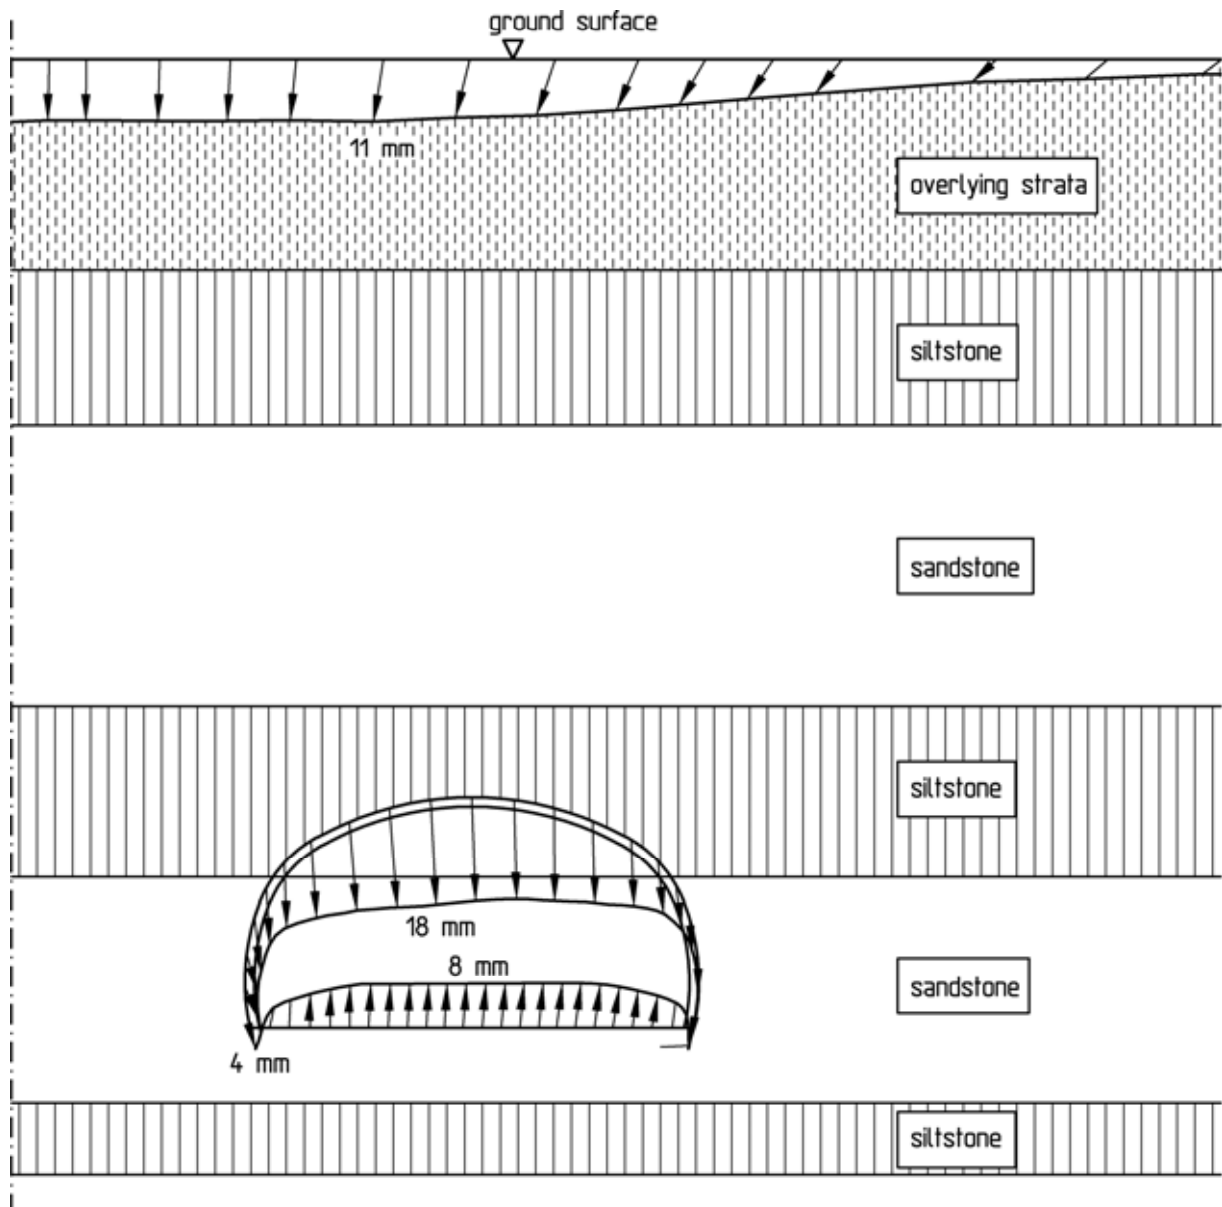 ground surface
11 mm
overlying strata
siltstone
sandstone
siltstone
18 mm
8 mm
sandstone
4 mm
siltstone